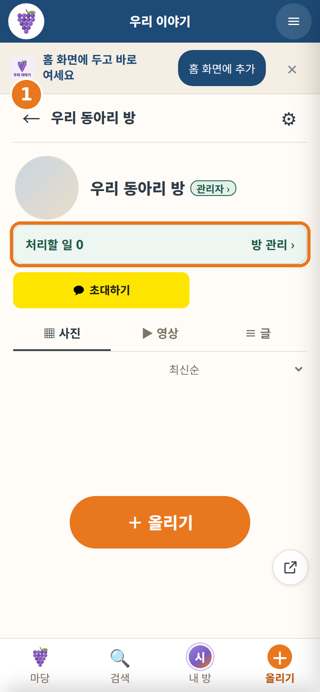 우리 이야기
홈 화면에 두고 바로
여세요
홈 화면에 추가
1
우리 동아리 방
우리 동아리 방 관리자 ›
처리할 일 0 방 관리 ›
초대하기
사진 영상 글
최신순
+ 올리기
마당 검색 시 내 방 올리기